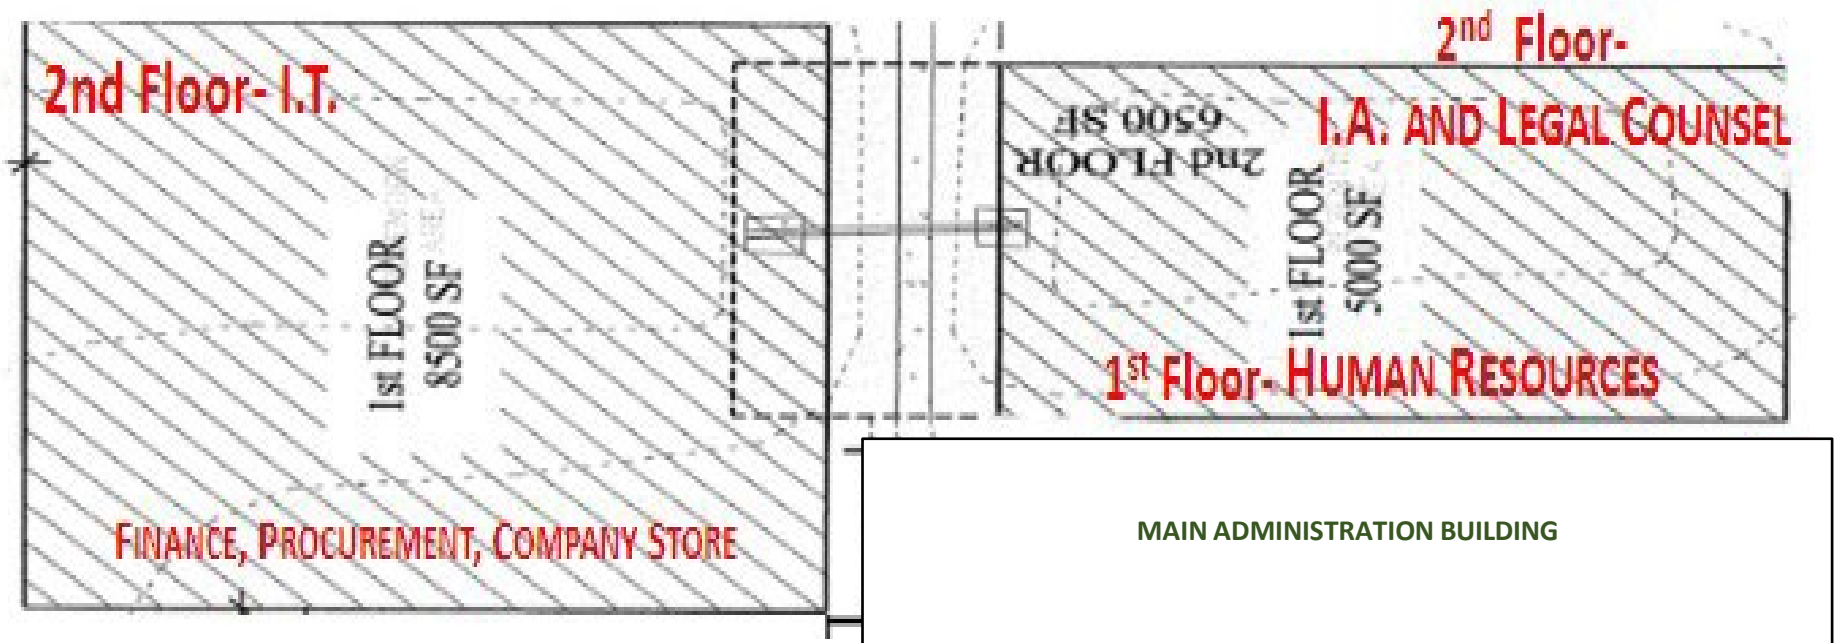 2nd Floor-
2nd Floor- I.T.
I.A. AND LEGAL COUNSEL
2nd FLOOR
6500 SF
1st FLOOR
8500 SF
1st FLOOR
5000 SF
1st Floor- HUMAN RESOURCES
FINANCE, PROCUREMENT, COMPANY STORE
MAIN ADMINISTRATION BUILDING